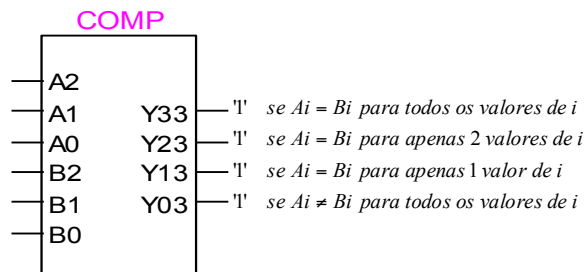 COMP
A2
A1 Y33 '1' se Ai = Bi para todos os valores de i
A0 Y23 '1' se Ai = Bi para apenas 2 valores de i
B2 Y13 '1' se Ai = Bi para apenas 1 valor de i
B1 Y03 '1' se Ai ≠ Bi para todos os valores de i
B0